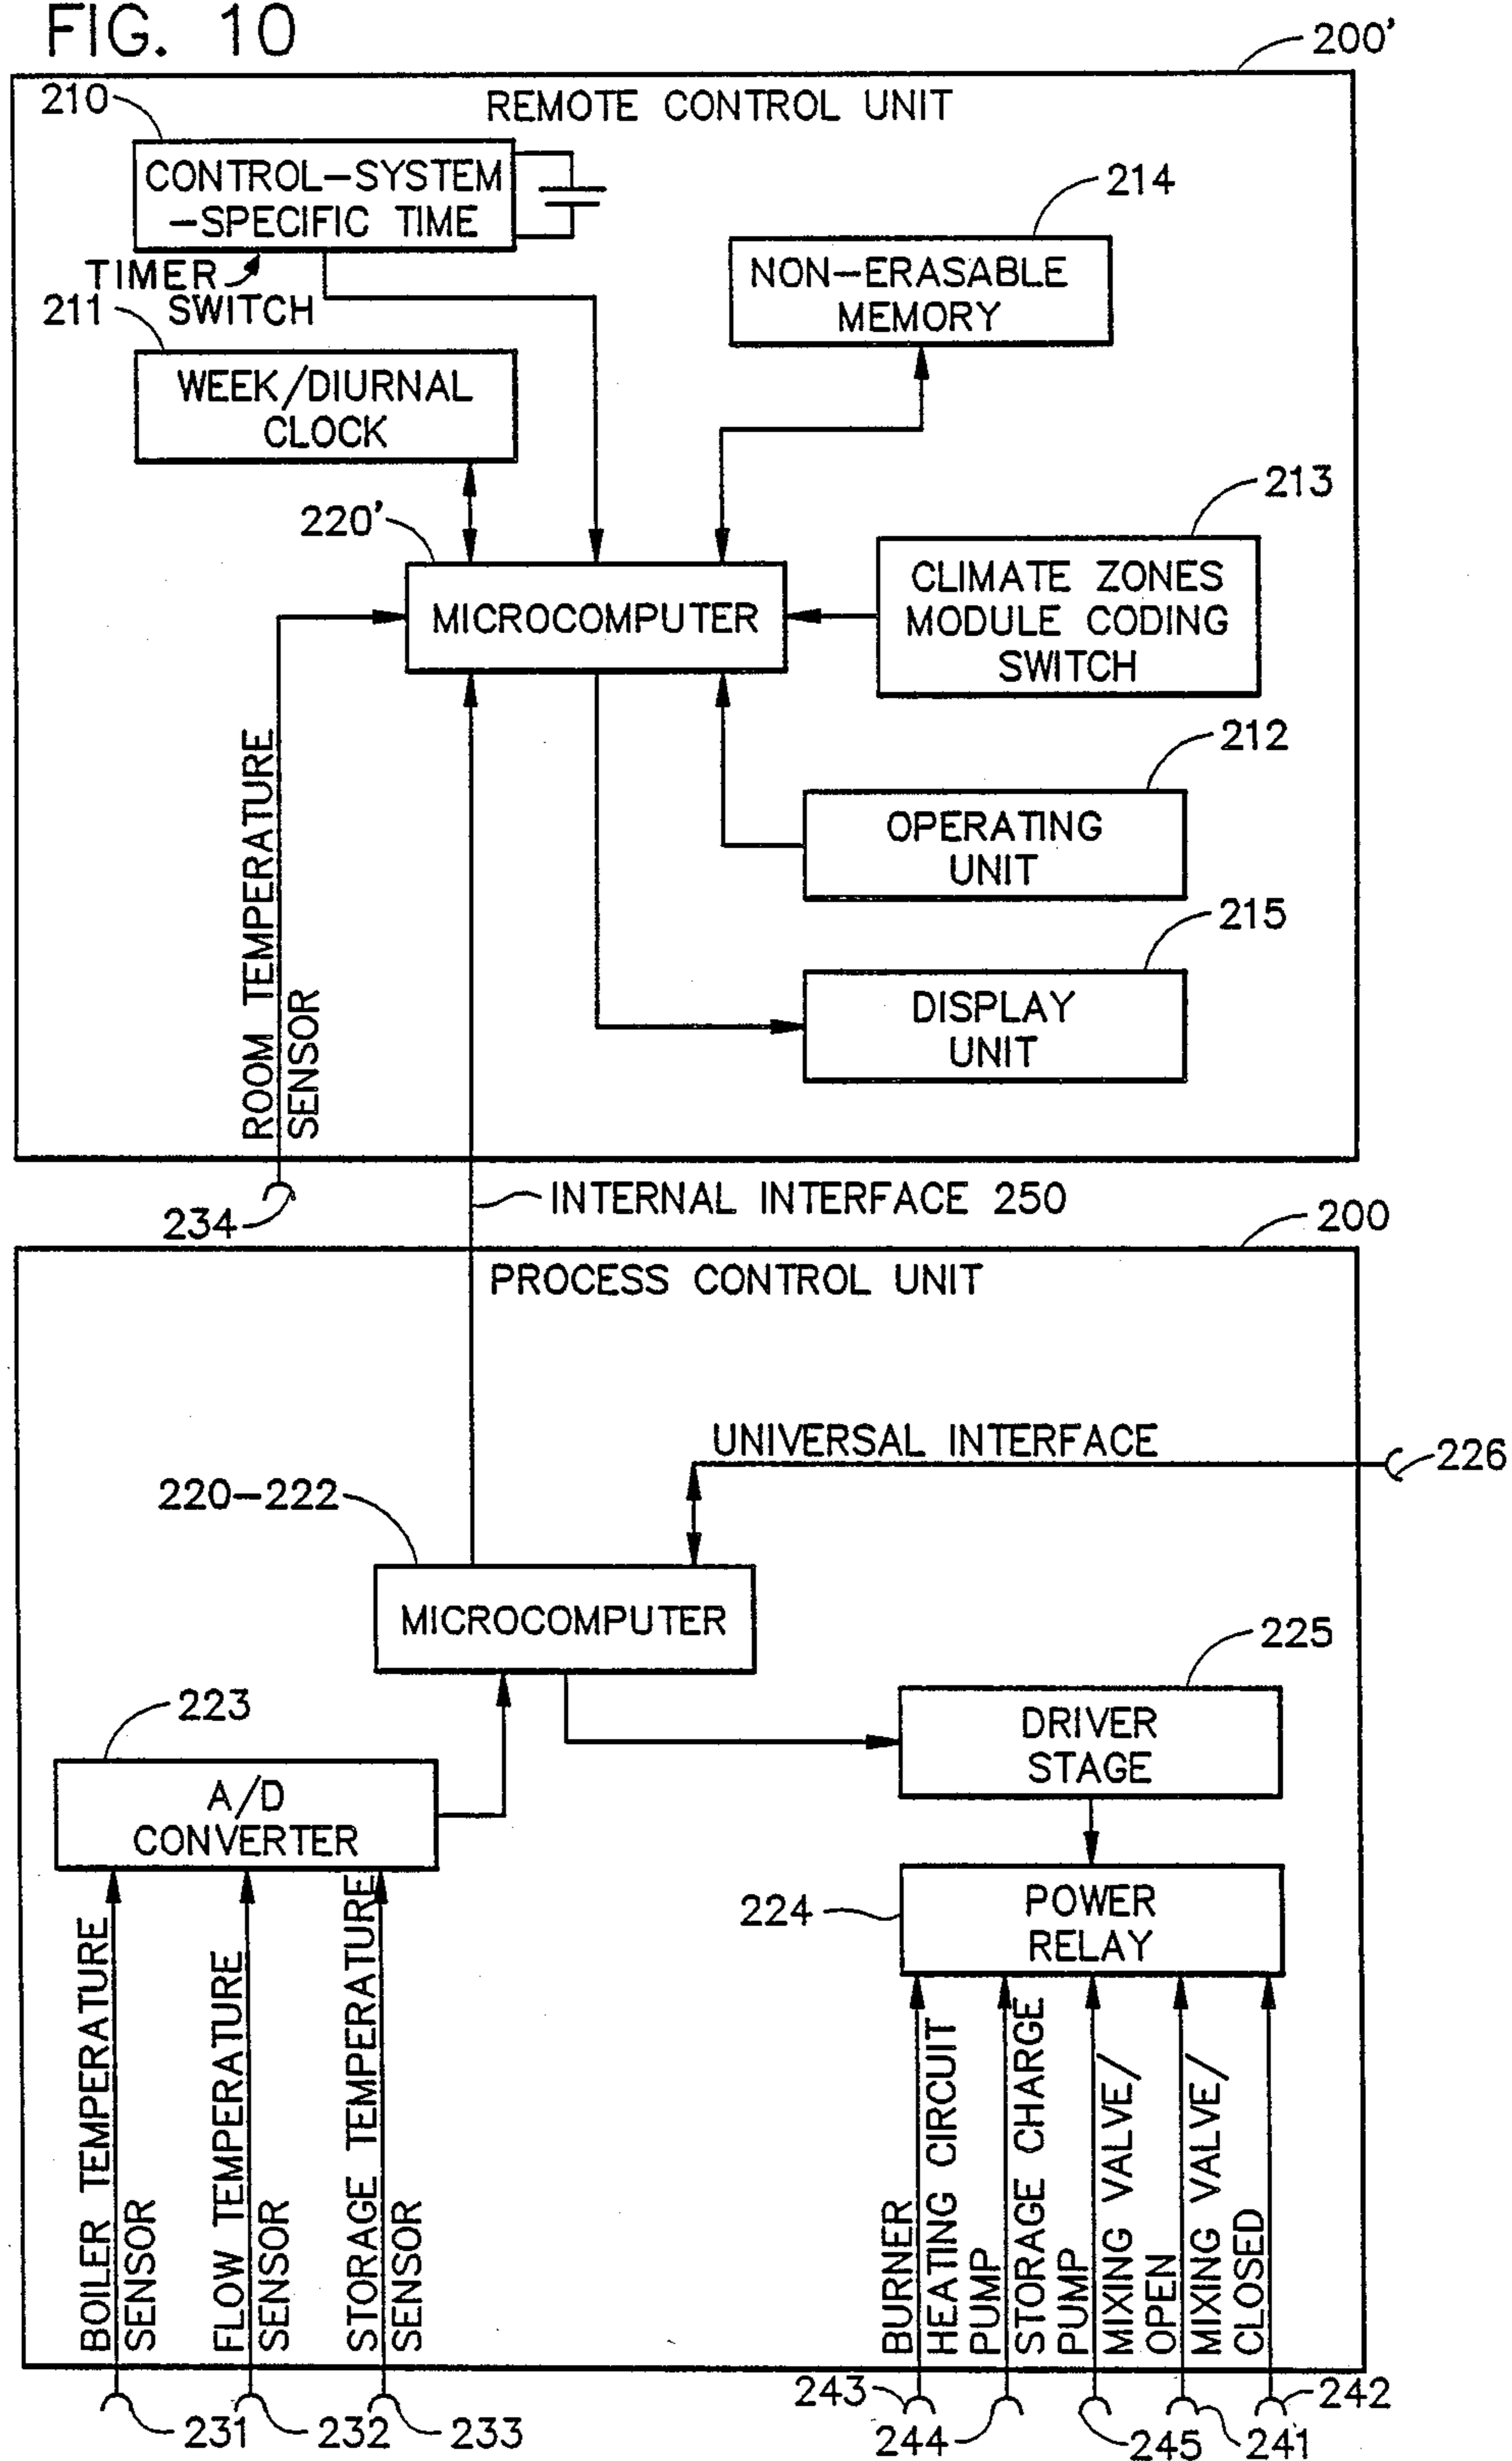 FIG. 10
200'
REMOTE CONTROL UNIT
210
CONTROL-SYSTEM
-SPECIFIC TIME
TIMER
SWITCH
214
NON-ERASABLE
MEMORY
211
WEEK/DIURNAL
CLOCK
213
CLIMATE ZONES
MODULE CODING
SWITCH
220'
MICROCOMPUTER
212
OPERATING
UNIT
215
DISPLAY
UNIT
ROOM TEMPERATURE
SENSOR
234
INTERNAL INTERFACE 250
200
PROCESS CONTROL UNIT
UNIVERSAL INTERFACE
226
220-222
MICROCOMPUTER
225
DRIVER
STAGE
223
A/D
CONVERTER
224
POWER
RELAY
BOILER TEMPERATURE
SENSOR
FLOW TEMPERATURE
SENSOR
STORAGE TEMPERATURE
SENSOR
BURNER
HEATING CIRCUIT
PUMP
STORAGE CHARGE
PUMP
MIXING VALVE/
OPEN
MIXING VALVE/
CLOSED
231
232
233
243
244
245
241
242